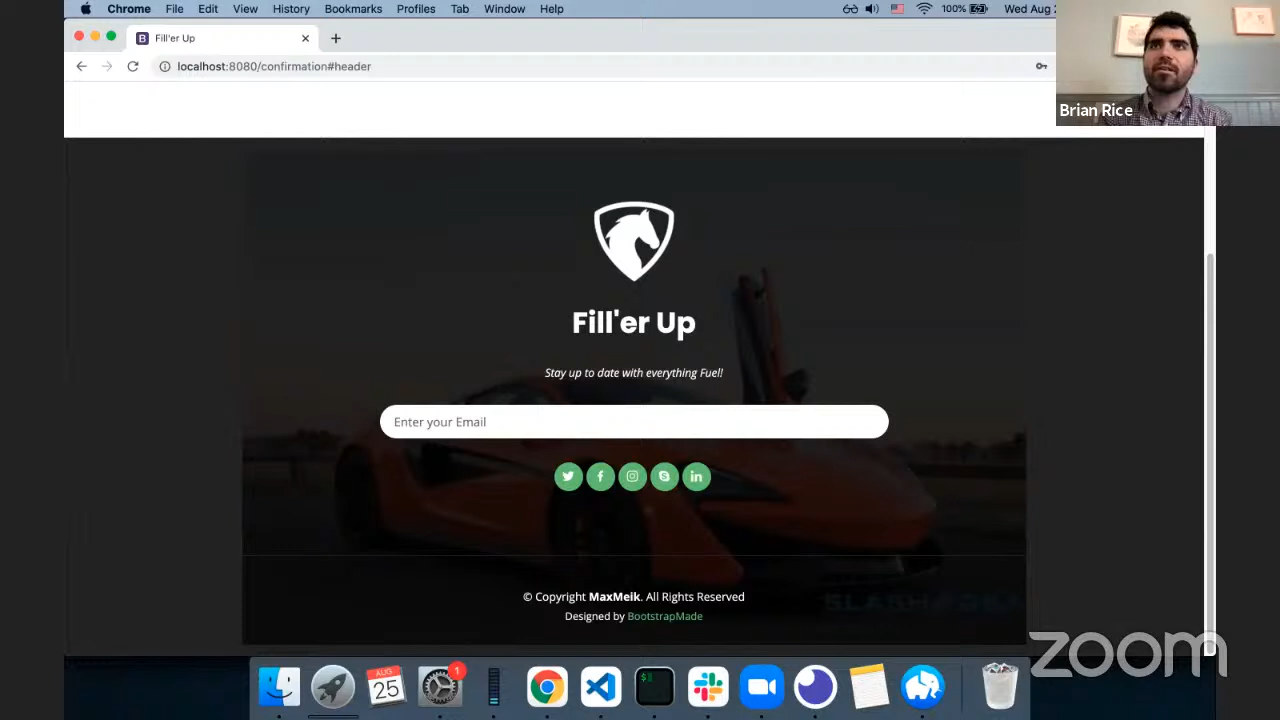 Chrome File Edit View History Bookmarks Profiles Tab Window Help 100% Wed Aug
B Fill'er Up
localhost:8080/confirmation#header
Brian Rice
Fill'er Up
Stay up to date with everything Fuel!
Enter your Email
© Copyright MaxMeik. All Rights Reserved
Designed by BootstrapMade
zoom
1
AUG
25
$